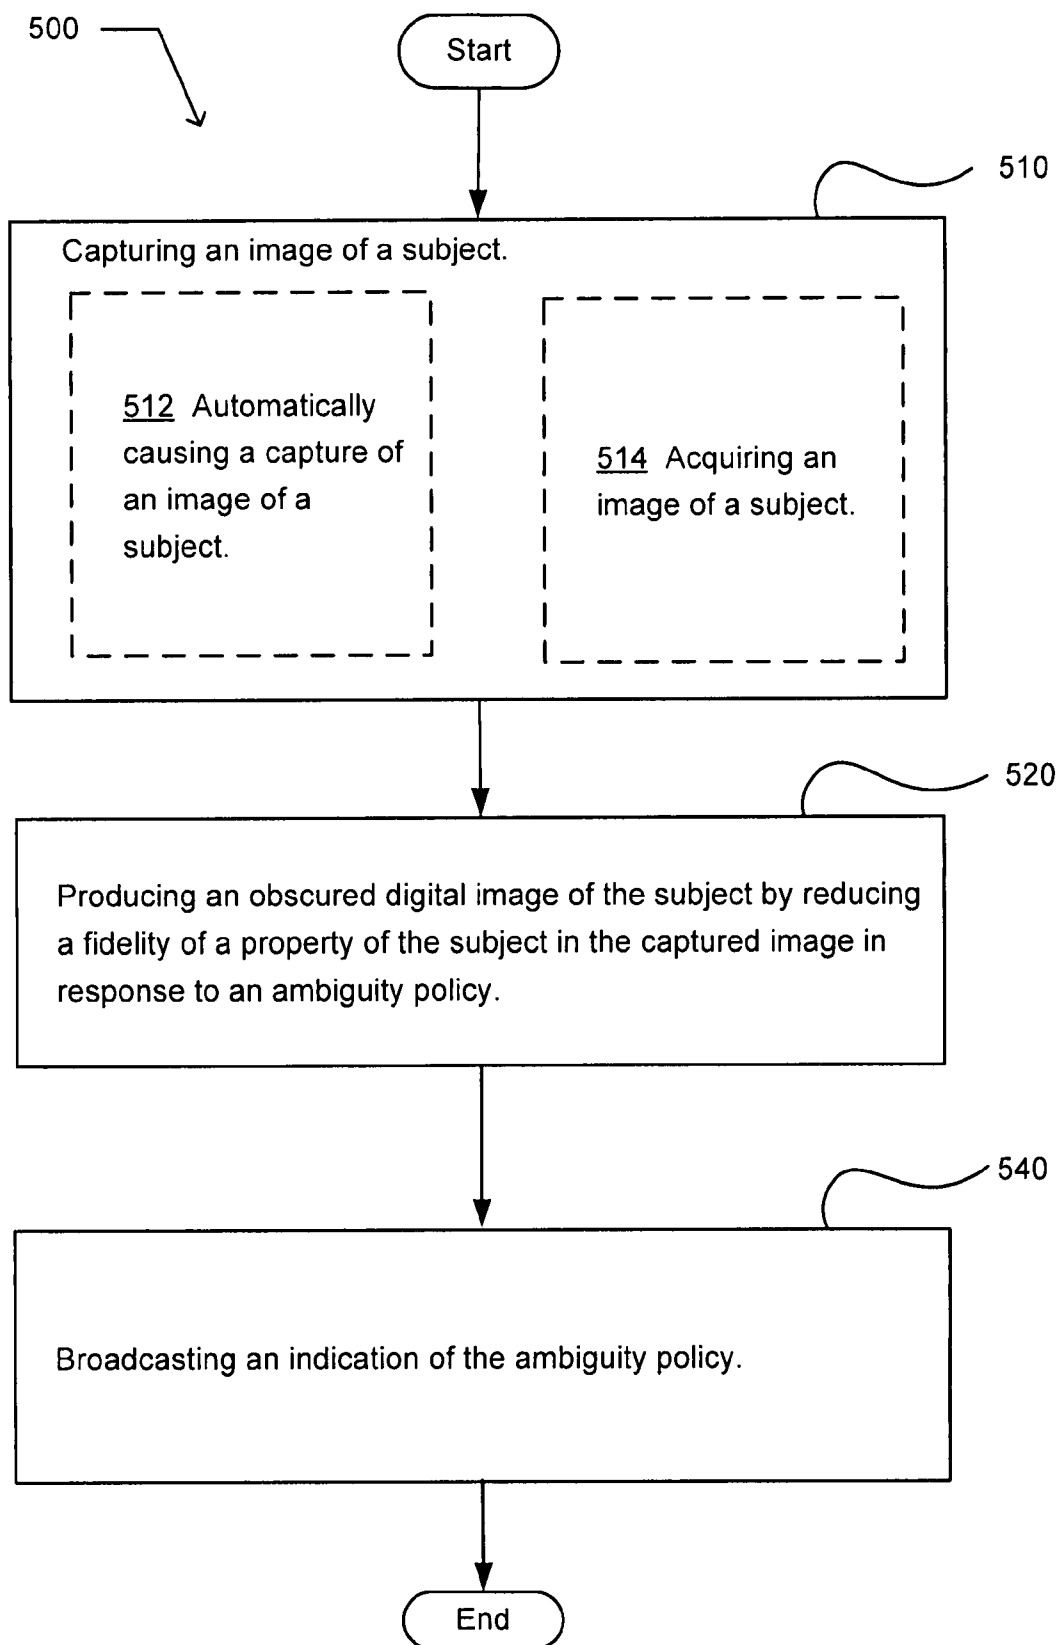 500
Start
510
Capturing an image of a subject.
512 Automatically
causing a capture of
an image of a
subject.
514 Acquiring an
image of a subject.
520
Producing an obscured digital image of the subject by reducing
a fidelity of a property of the subject in the captured image in
response to an ambiguity policy.
540
Broadcasting an indication of the ambiguity policy.
End